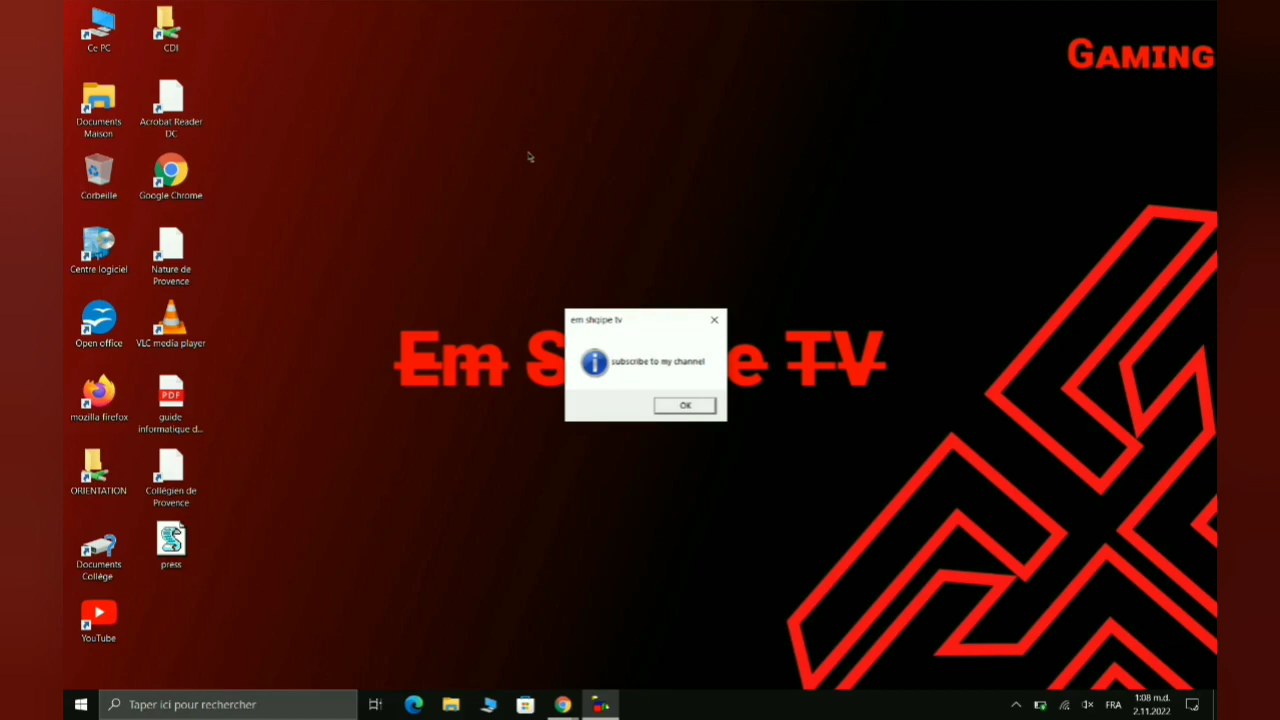 Ce PC
CDI
Gaming
Documents
Maison
Acrobat Reader
DC
Corbeille
Google Chrome
Centre logiciel
Nature de
Provence
Open office
VLC media player
em shqipe tv
subscribe to my channel
OK
Em S e TV
mozilla firefox
PDF
guide
informatique d...
ORIENTATION
Collégien de
Provence
Documents
Collège
press
YouTube
Taper ici pour rechercher
FRA
1:08 m.d.
2.11.2022